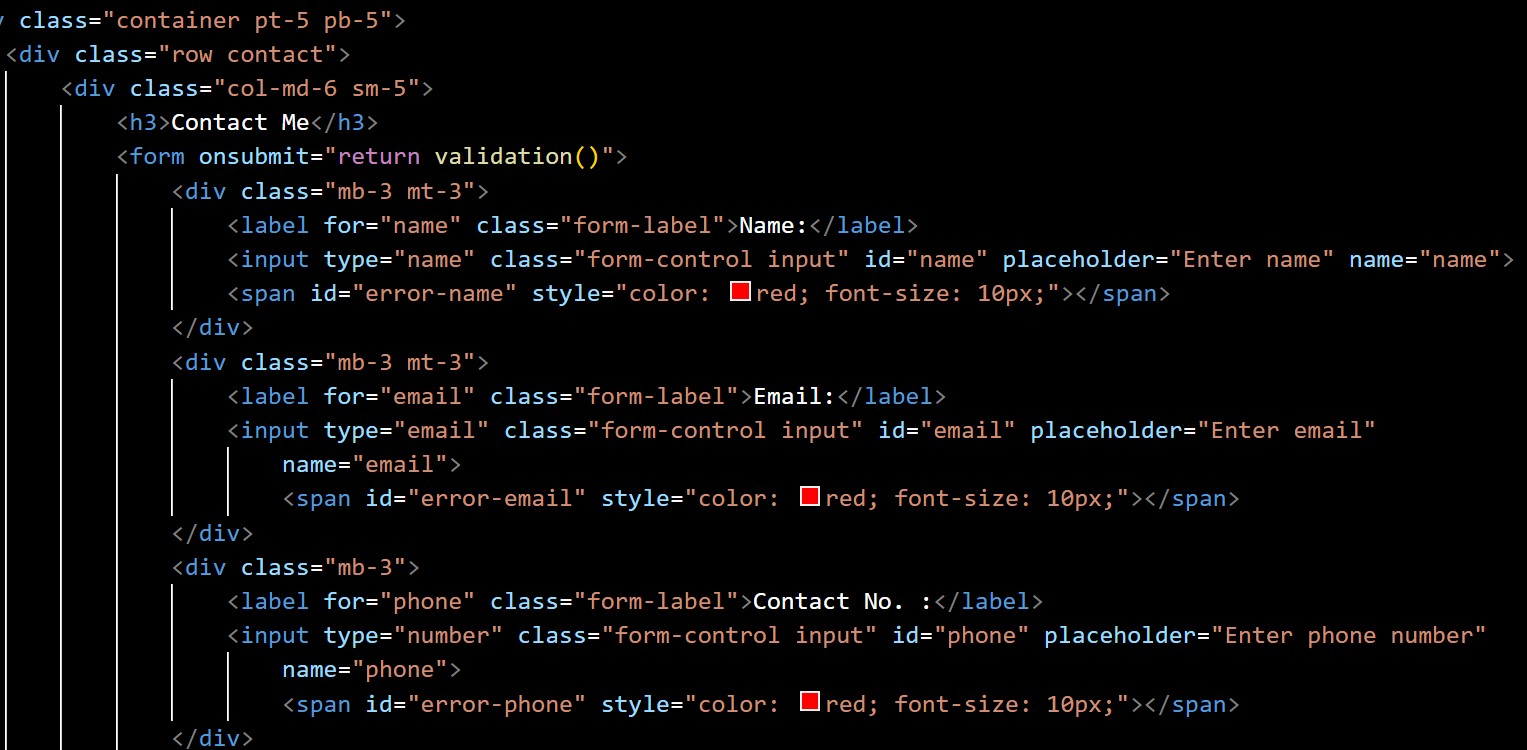 class="container pt-5 pb-5">
<div class="row contact">
<div class="col-md-6 sm-5">
<h3>Contact Me</h3>
<form onsubmit="return validation()">
<div class="mb-3 mt-3">
<label for="name" class="form-label">Name:</label>
<input type="name" class="form-control input" id="name" placeholder="Enter name" name="name">
<span id="error-name" style="color: red; font-size: 10px;"></span>
</div>
<div class="mb-3 mt-3">
<label for="email" class="form-label">Email:</label>
<input type="email" class="form-control input" id="email" placeholder="Enter email"
name="email">
<span id="error-email" style="color: red; font-size: 10px;"></span>
</div>
<div class="mb-3">
<label for="phone" class="form-label">Contact No. :</label>
<input type="number" class="form-control input" id="phone" placeholder="Enter phone number"
name="phone">
<span id="error-phone" style="color: red; font-size: 10px;"></span>
</div>